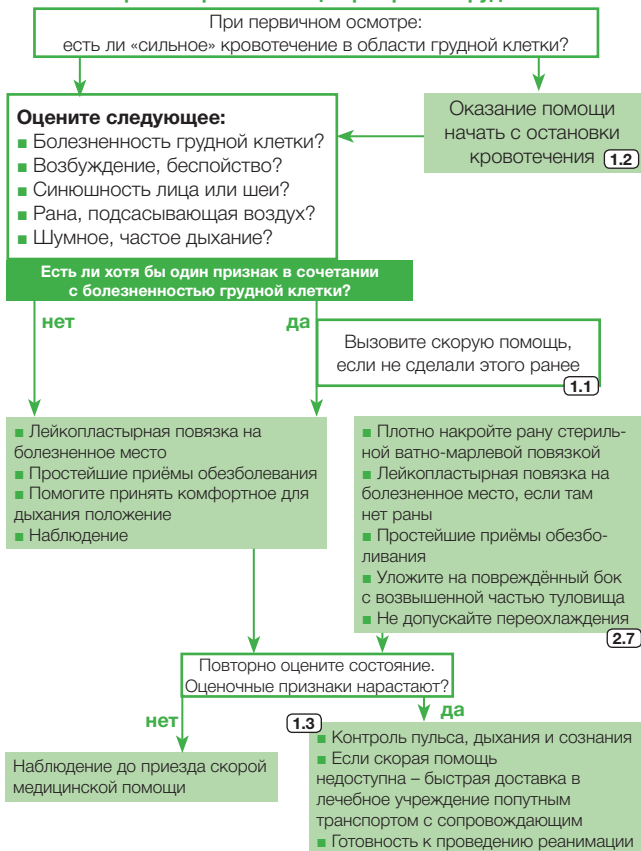 При первичном осмотре:
есть ли «сильное» кровотечение в области грудной клетки?
Оцените следующее:
■ Болезненность грудной клетки?
■ Возбуждение, беспойство?
■ Синюшность лица или шеи?
■ Рана, подсасывающая воздух?
■ Шумное, частое дыхание?
Оказание помощи
начать с остановки
кровотечения 1.2
Есть ли хотя бы один признак в сочетании
с болезненностью грудной клетки?
нет
да
Вызовите скорую помощь,
если не сделали этого ранее
1.1
■ Лейкопластырная повязка на
болезненное место
■ Простейшие приёмы обезболевания
■ Помогите принять комфортное для
дыхания положение
■ Наблюдение
■ Плотно накройте рану стериль-
ной ватно-марлевой повязкой
■ Лейкопластырная повязка на
болезненное место, если там
нет раны
■ Простейшие приёмы обезбо-
ливания
■ Уложите на повреждённый бок
с возвышенной частью туловища
■ Не допускайте переохлаждения
2.7
Повторно оцените состояние.
Оценочные признаки нарастают?
нет
да
Наблюдение до приезда скорой
медицинской помощи
1.3
■ Контроль пульса, дыхания и сознания
■ Если скорая помощь
недоступна – быстрая доставка в
лечебное учреждение попутным
транспортом с сопровождающим
■ Готовность к проведению реанимации